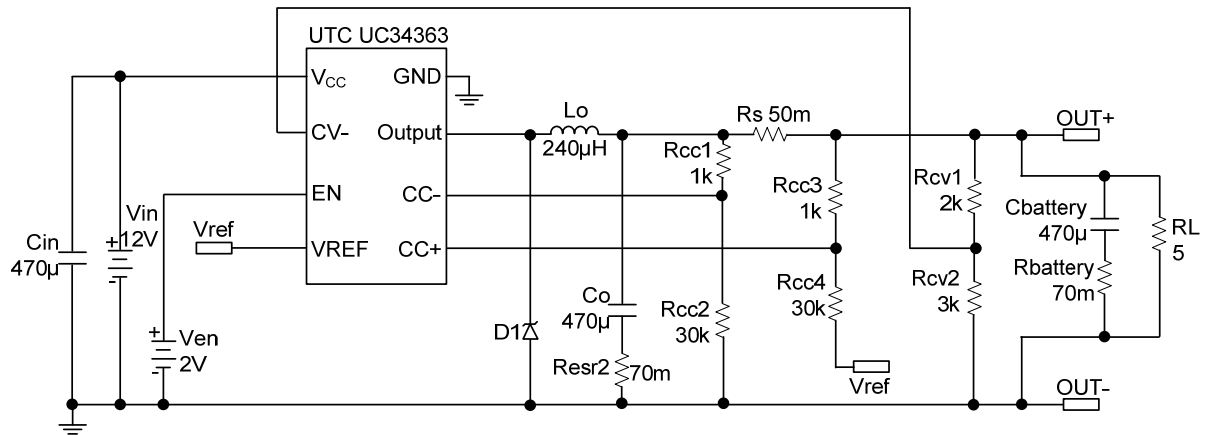 UTC UC34363
VCC
GND
CV-
Output
EN
CC-
VREF
CC+
Vref
Vin
12V
+
-
Cin
470µ
Ven
2V
+
-
Lo
240µH
Rs 50m
OUT+
Rcc1
1k
Rcc3
1k
Rcv1
2k
Cbattery
470µ
RL
5
Rbattery
70m
Co
470µ
Rcc2
30k
Rcc4
30k
Rcv2
3k
D1
Resr2
70m
Vref
OUT-